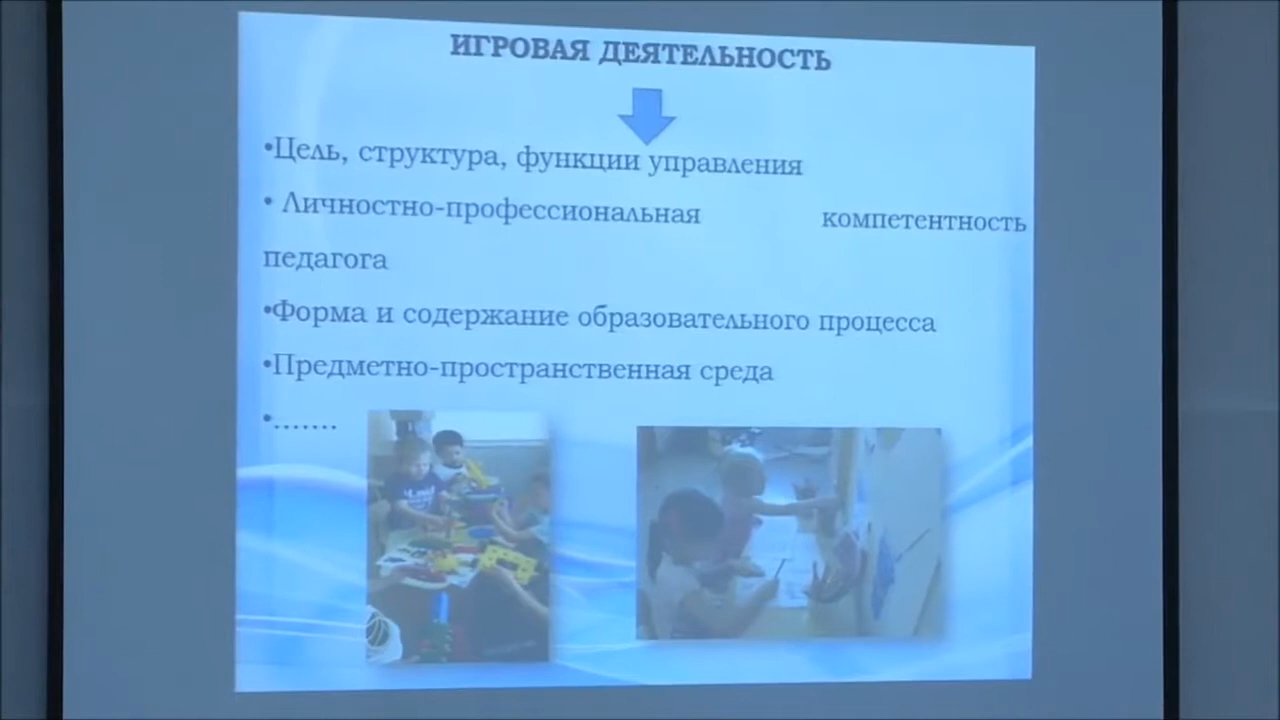 ИГРОВАЯ ДЕЯТЕЛЬНОСТЬ
•Цель, структура, функции управления
• Личностно-профессиональная компетентность
педагога
•Форма и содержание образовательного процесса
•Предметно-пространственная среда
•.......